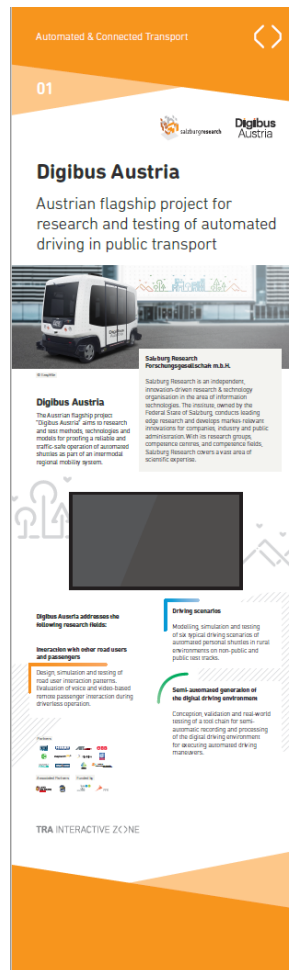 Automated & Connected Transport
01
salzburgresearch
Digibus
Austria
Digibus Austria
Austrian flagship project for
research and testing of automated
driving in public transport
Salzburg Research
Forschungsgesellschaft m.b.H.
Salzburg Research is an independent,
innovation-driven research & technology
organisation in the area of information
technologies. The institute, owned by the
Federal State of Salzburg, conducts leading
edge research and develops market-relevant
innovations for companies, industry and public
administration. With its research groups,
competence centres, and competence fields,
Salzburg Research covers a vast area of
scientific expertise.
Digibus Austria
The Austrian flagship project
"Digibus Austria" aims to research
and test methods, technologies and
models for proofing a reliable and
traffic-safe operation of automated
shuttles as part of an intermodal
regional mobility system.
Digibus Austria addresses the
following research fields:
Interaction with other road users
and passengers
Design, simulation and testing of
road user interaction patterns.
Evaluation of voice and video-based
remote passenger interaction during
driverless operation.
Driving scenarios
Modelling, simulation and testing
of six typical driving scenarios of
automated personal shuttles in rural
environments on non-public and
public test tracks.
Semi-automated generation of
the digital driving environment
Conception, validation and real-world
testing of a tool chain for semi-
automatic recording and processing
of the digital driving environment
for executing automated driving
maneuvers.
Partners
Associated Partners Funded by
TRA INTERACTIVE Z<>NE